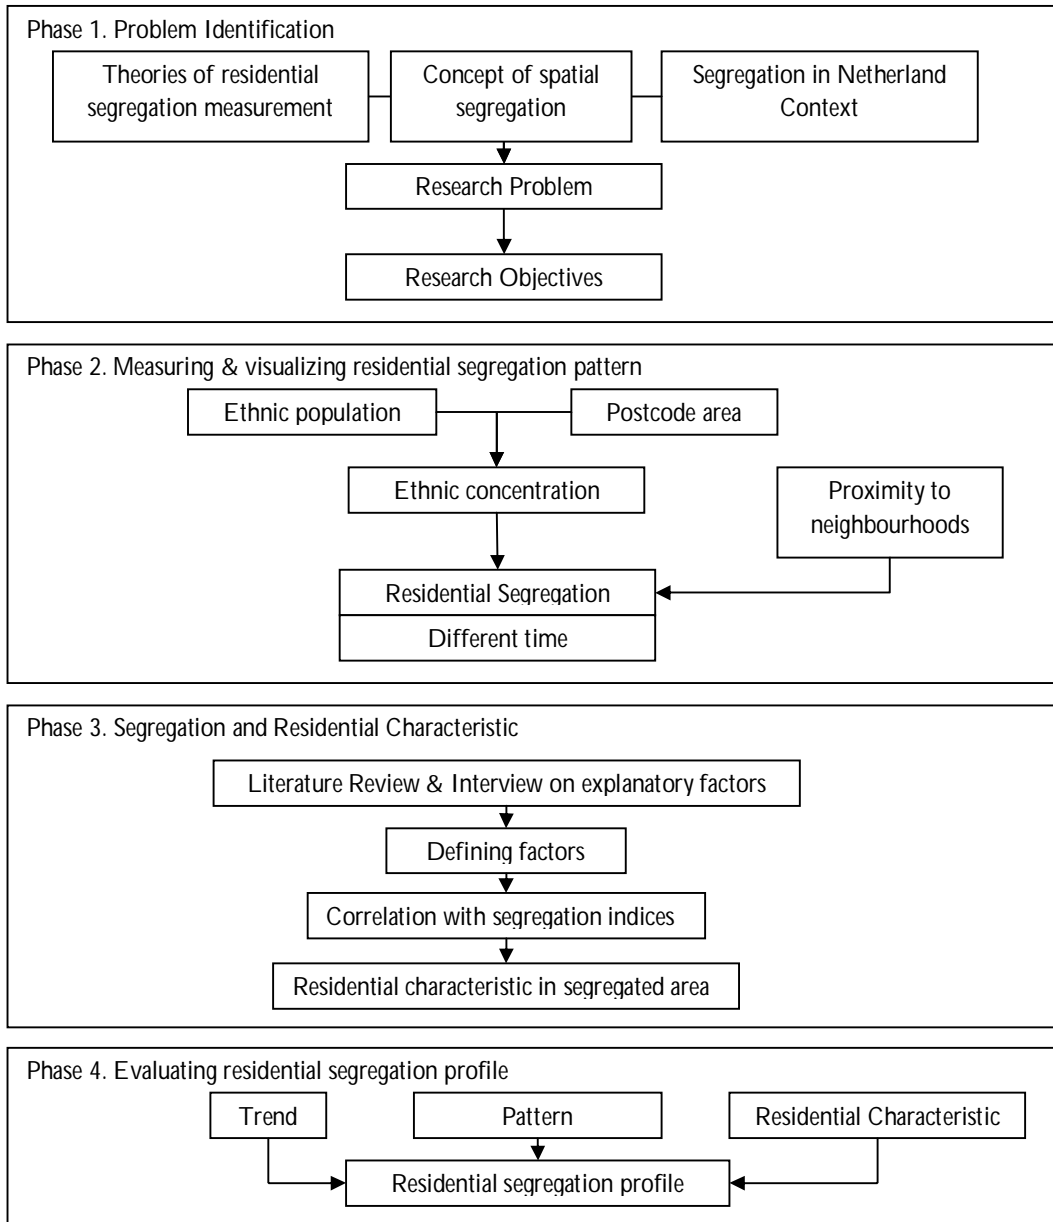 Phase 1. Problem Identification
Theories of residential
segregation measurement
Concept of spatial
segregation
Segregation in Netherland
Context
Research Problem
Research Objectives
Phase 2. Measuring & visualizing residential segregation pattern
Ethnic population
Postcode area
Ethnic concentration
Proximity to
neighbourhoods
Residential Segregation
Different time
Phase 3. Segregation and Residential Characteristic
Literature Review & Interview on explanatory factors
Defining factors
Correlation with segregation indices
Residential characteristic in segregated area
Phase 4. Evaluating residential segregation profile
Trend
Pattern
Residential Characteristic
Residential segregation profile